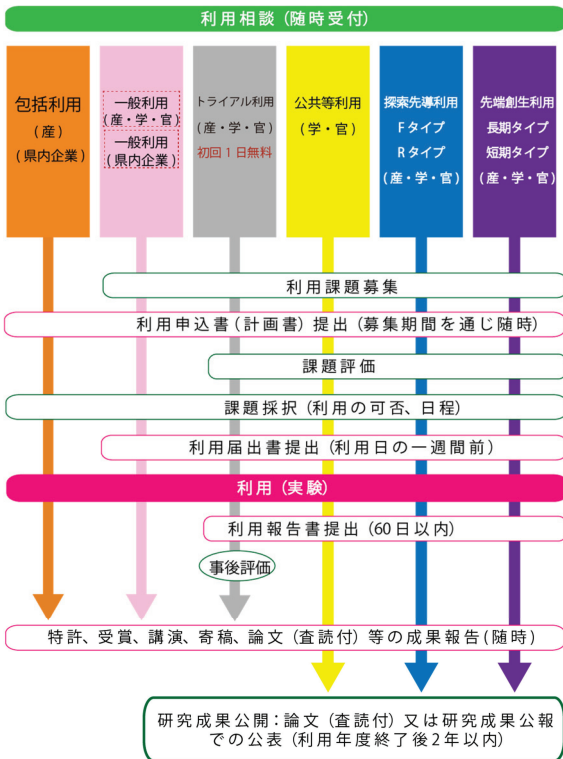 利用相談（随時受付）
包括利用
（産）
（県内企業）
一般利用
（産・学・官）
一般利用
（県内企業）
トライアル利用
（産・学・官）
初回1日無料
公共等利用
（学・官）
探索先導利用
Fタイプ
Rタイプ
（産・学・官）
先端創生利用
長期タイプ
短期タイプ
（産・学・官）
利用課題募集
利用申込書（計画書）提出（募集期間を通じ随時）
課題評価
課題採択（利用の可否、日程）
利用届出書提出（利用日の一週間前）
利用（実験）
利用報告書提出（60日以内）
事後評価
特許、受賞、講演、寄稿、論文（査読付）等の成果報告（随時）
研究成果公開：論文（査読付）又は研究成果公報
での公表（利用年度終了後2年以内）